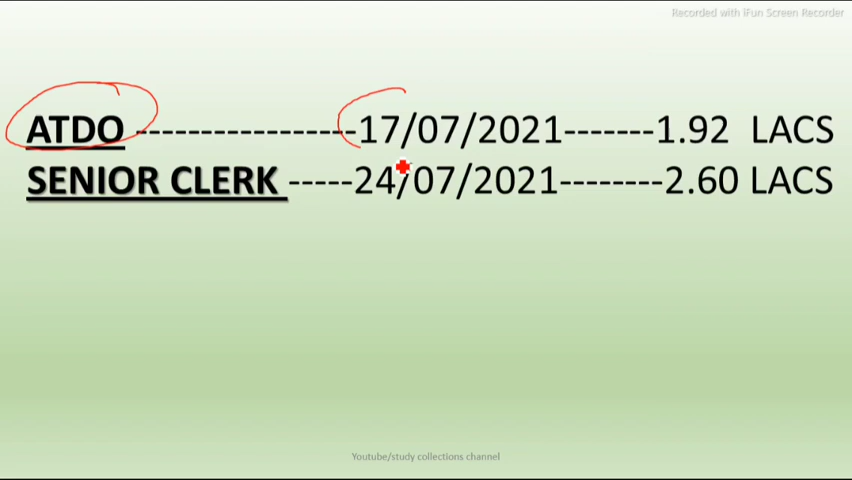 Recorded with iFun Screen Recorder
ATDO ----------------17/07/2021-------1.92 LACS
SENIOR CLERK -----24/07/2021--------2.60 LACS
Youtube/study collections channel